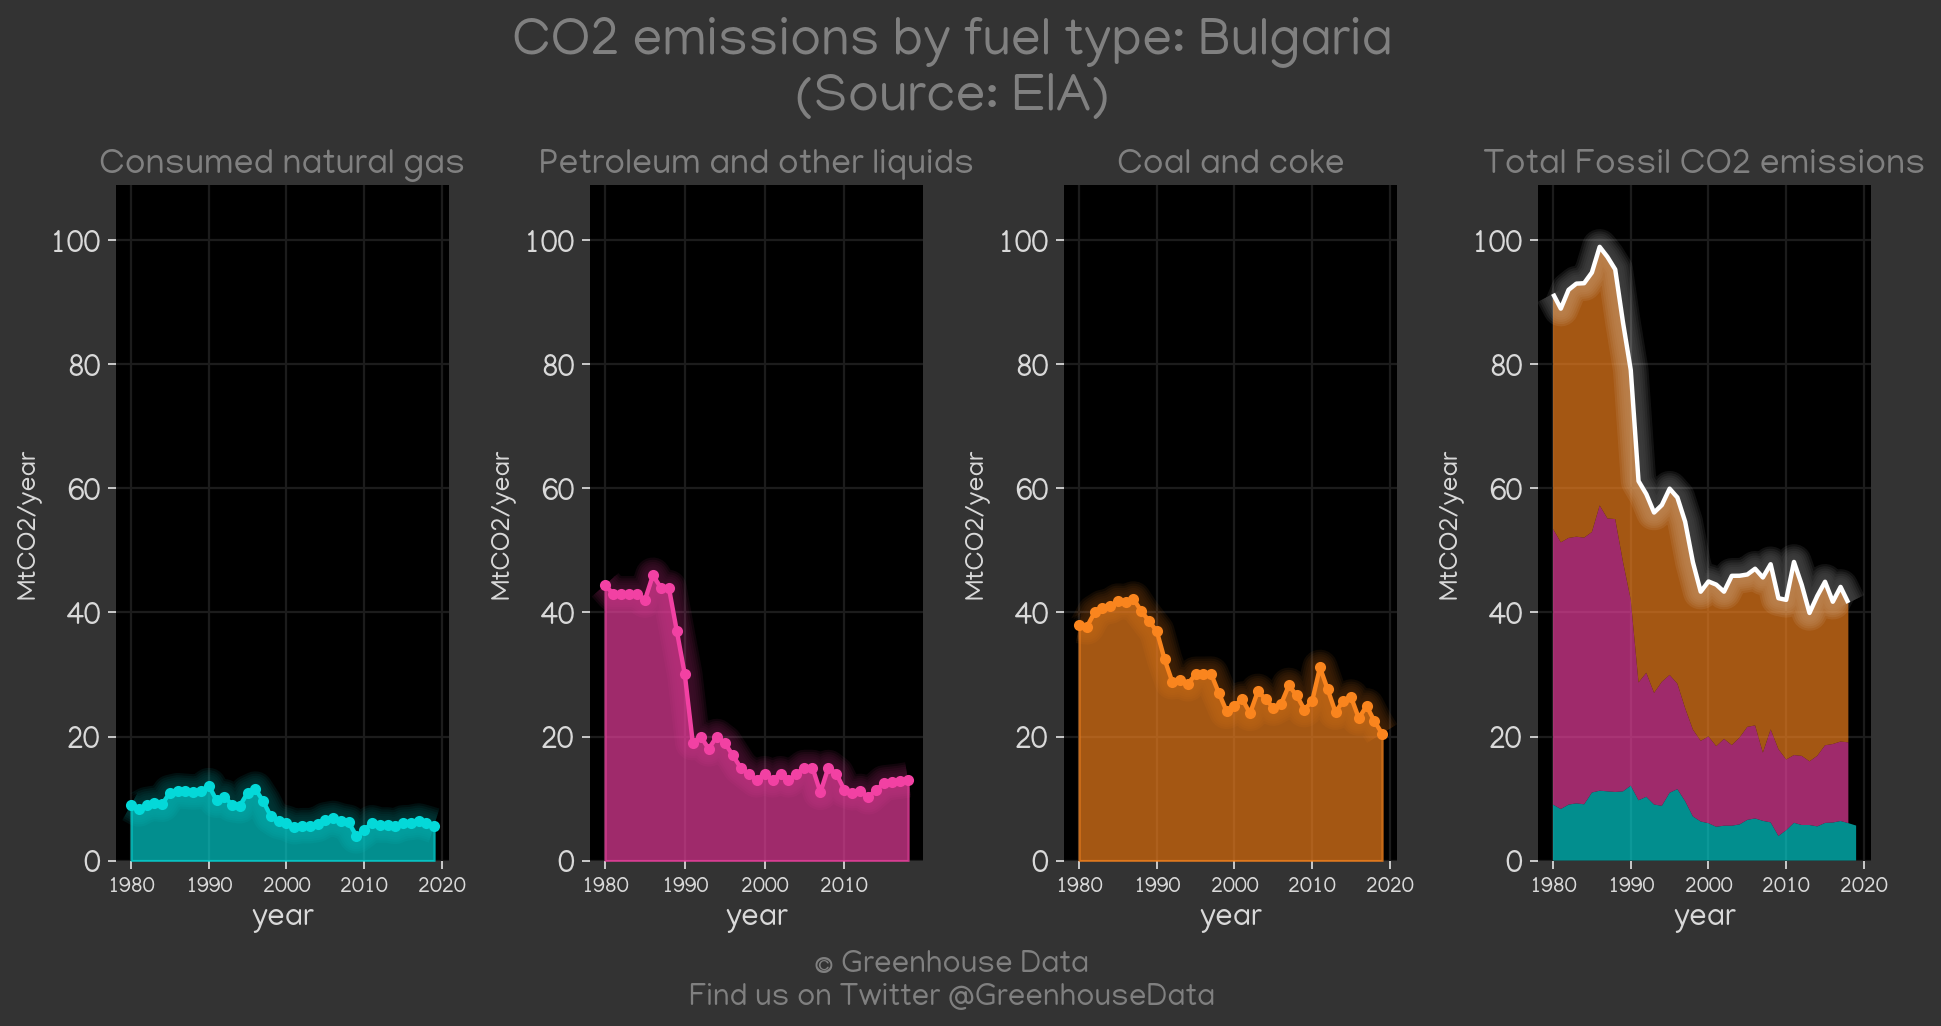 CO2 emissions by fuel type: Bulgaria
(Source: EIA)
Consumed natural gas
100
80
60
40
20
0
MtCO2/year
1980 1990 2000 2010 2020
year
Petroleum and other liquids
100
80
60
40
20
0
MtCO2/year
1980 1990 2000 2010
year
Coal and coke
100
80
60
40
20
0
MtCO2/year
1980 1990 2000 2010 2020
year
Total Fossil CO2 emissions
100
80
60
40
20
0
MtCO2/year
1980 1990 2000 2010 2020
year
© Greenhouse Data
Find us on Twitter @GreenhouseData